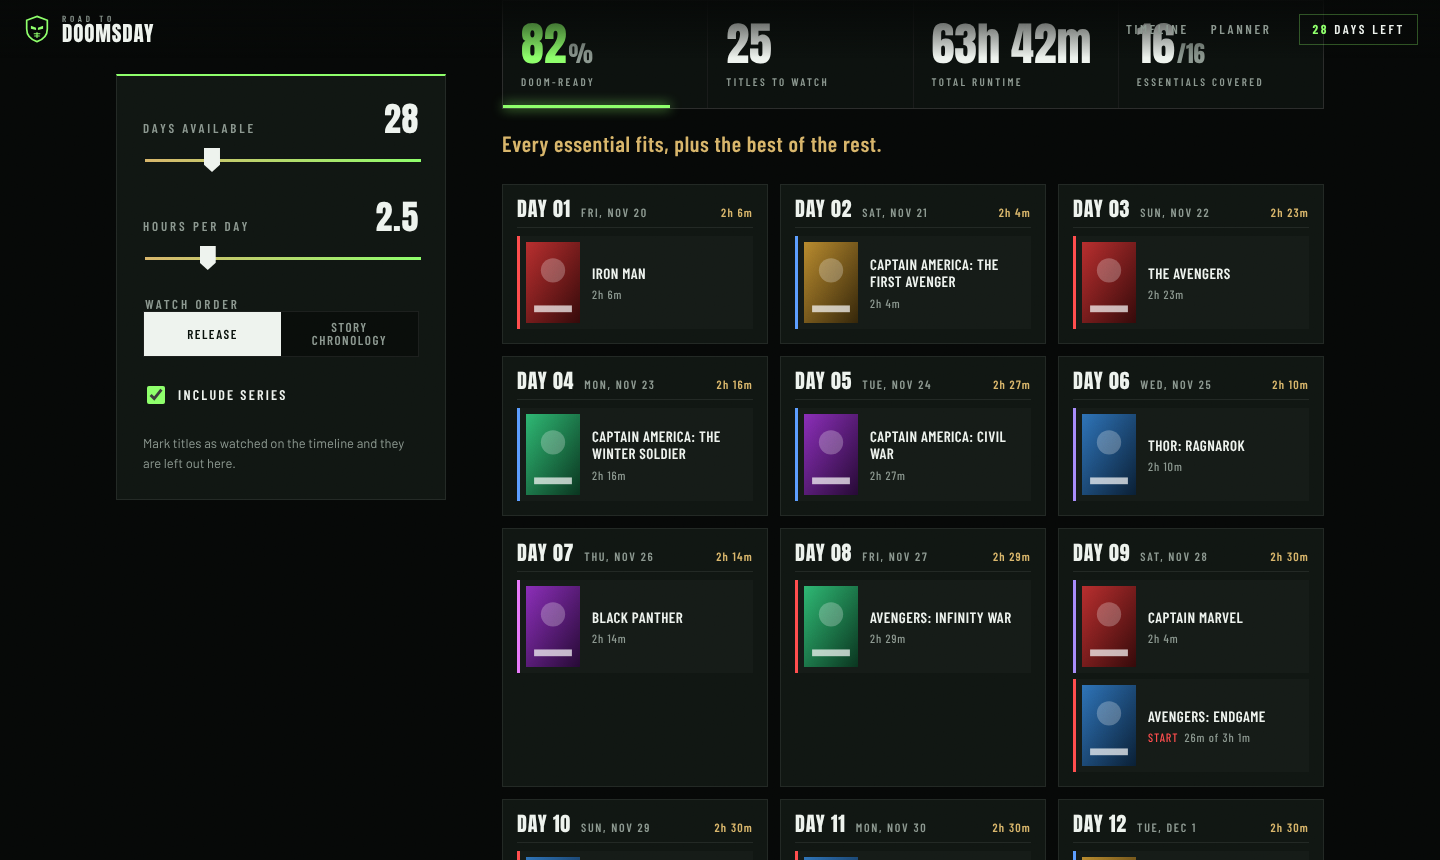 ROAD TO
DOOMSDAY
TIMELINE
PLANNER
28 DAYS LEFT
82%
DOOM-READY
25
TITLES TO WATCH
63h 42m
TOTAL RUNTIME
16/16
ESSENTIALS COVERED
DAYS AVAILABLE
28
HOURS PER DAY
2.5
WATCH ORDER
RELEASE
STORY
CHRONOLOGY
INCLUDE SERIES
Mark titles as watched on the timeline and they
are left out here.
Every essential fits, plus the best of the rest.
DAY 01 FRI, NOV 20 2h 6m
IRON MAN
2h 6m
DAY 02 SAT, NOV 21 2h 4m
CAPTAIN AMERICA: THE
FIRST AVENGER
2h 4m
DAY 03 SUN, NOV 22 2h 23m
THE AVENGERS
2h 23m
DAY 04 MON, NOV 23 2h 16m
CAPTAIN AMERICA: THE
WINTER SOLDIER
2h 16m
DAY 05 TUE, NOV 24 2h 27m
CAPTAIN AMERICA: CIVIL
WAR
2h 27m
DAY 06 WED, NOV 25 2h 10m
THOR: RAGNAROK
2h 10m
DAY 07 THU, NOV 26 2h 14m
BLACK PANTHER
2h 14m
DAY 08 FRI, NOV 27 2h 29m
AVENGERS: INFINITY WAR
2h 29m
DAY 09 SAT, NOV 28 2h 30m
CAPTAIN MARVEL
2h 4m
AVENGERS: ENDGAME
START 26m of 3h 1m
DAY 10 SUN, NOV 29 2h 30m
DAY 11 MON, NOV 30 2h 30m
DAY 12 TUE, DEC 1 2h 30m